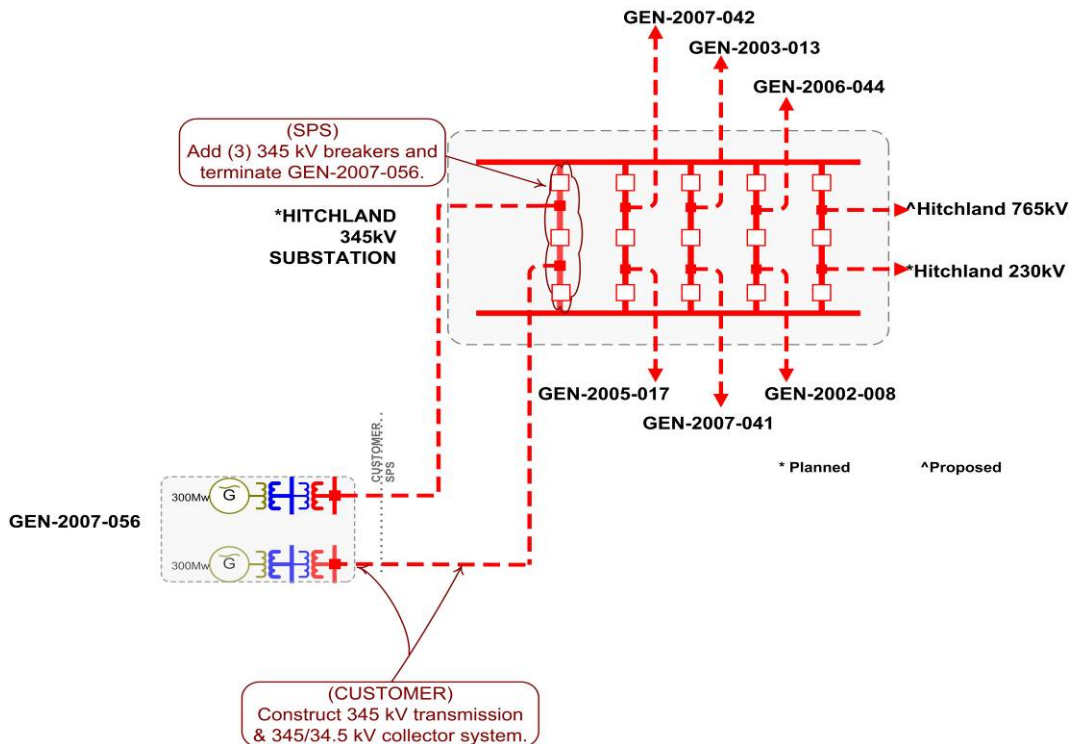 GEN-2007-042
GEN-2003-013
GEN-2006-044
(SPS)
Add (3) 345 kV breakers and
terminate GEN-2007-056.
*HITCHLAND
345kV
SUBSTATION
^Hitchland 765kV
*Hitchland 230kV
GEN-2005-017
GEN-2002-008
GEN-2007-041
* Planned
^Proposed
CUSTOMER
SPS
GEN-2007-056
300Mw
G
300Mw
G
(CUSTOMER)
Construct 345 kV transmission
& 345/34.5 kV collector system.